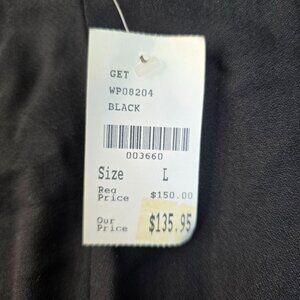 GET
WP08204
BLACK
003660
Size L
Reg Price $150.00
Our Price $135.95